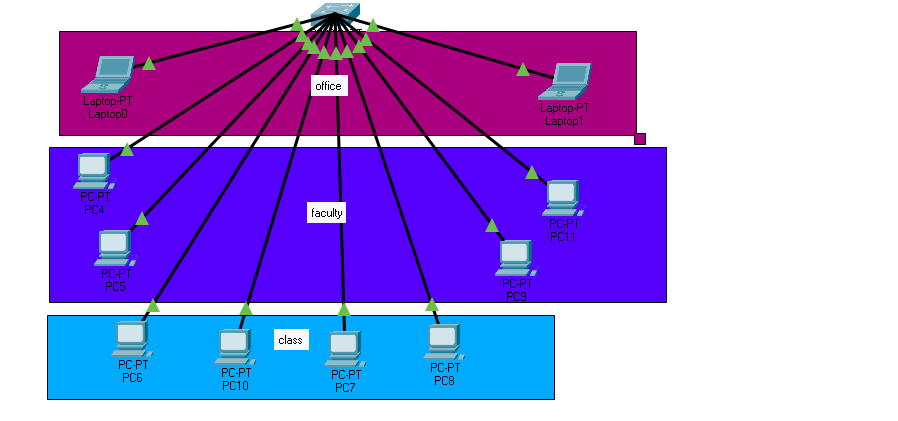 office
Laptop-PT
Laptop0
Laptop-PT
Laptop1
PC-PT
PC4
faculty
PC-PT
PC11
PC-PT
PC5
PC-PT
PC9
class
PC-PT
PC6
PC-PT
PC10
PC-PT
PC7
PC-PT
PC8